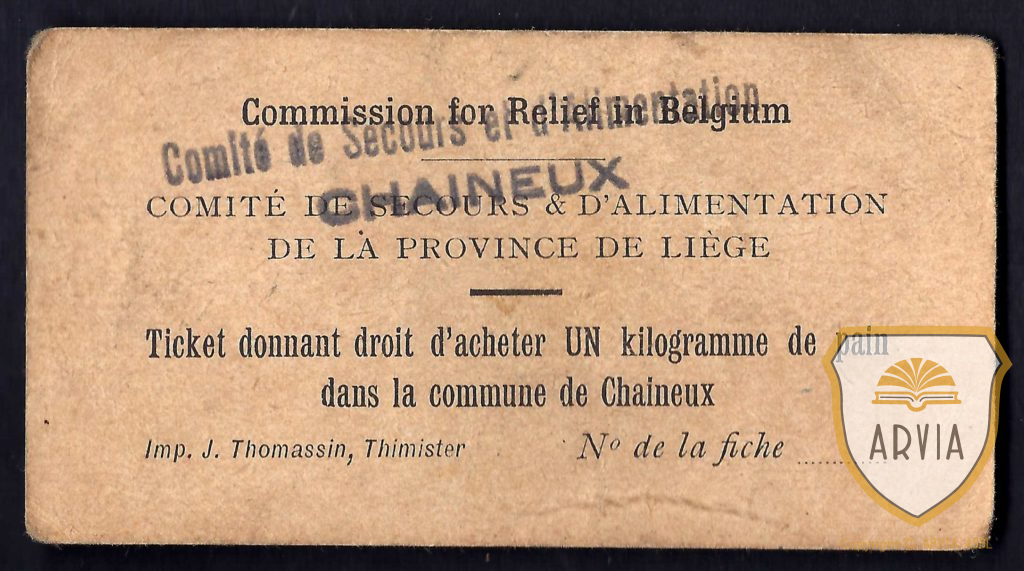 Commission for Relief in Belgium
Comité de Secours et d'Alimentation
CHAINEUX
COMITÉ DE SECOURS & D'ALIMENTATION
DE LA PROVINCE DE LIÈGE
Ticket donnant droit d'acheter UN kilogramme de pain
dans la commune de Chaineux
Imp. J. Thomassin, Thimister
Nº de la fiche ............
ARVIA